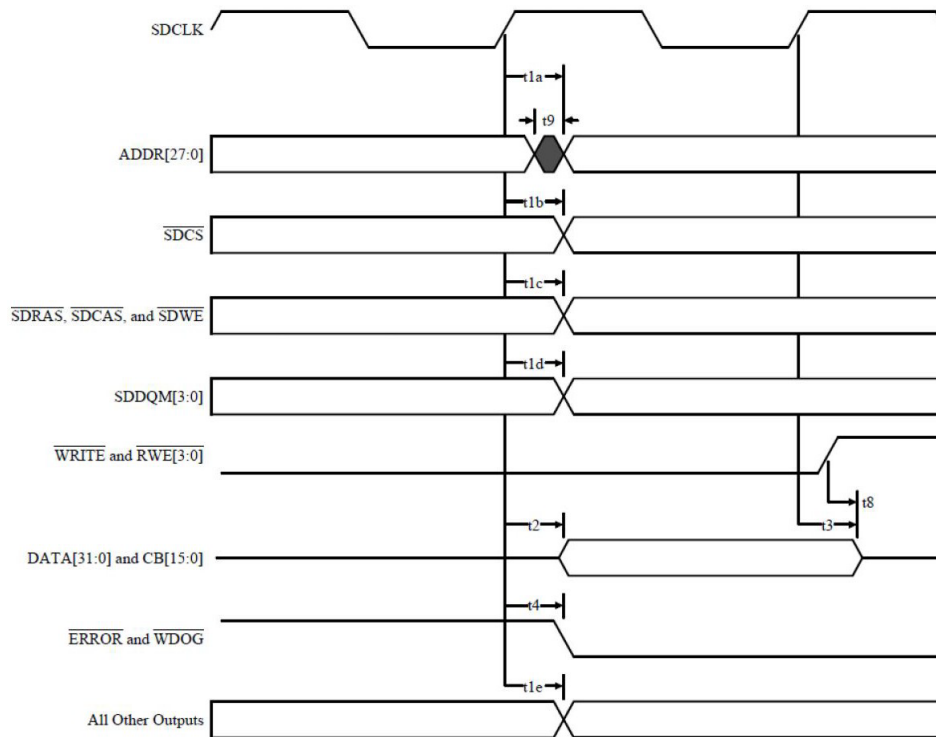 SDCLK
t1a
t9
ADDR[27:0]
t1b
SDCS
t1c
SDRAS, SDCAS, and SDWE
t1d
SDDQM[3:0]
WRITE and RWE[3:0]
t8
t2
t3
DATA[31:0] and CB[15:0]
t4
ERROR and WDOG
t1e
All Other Outputs